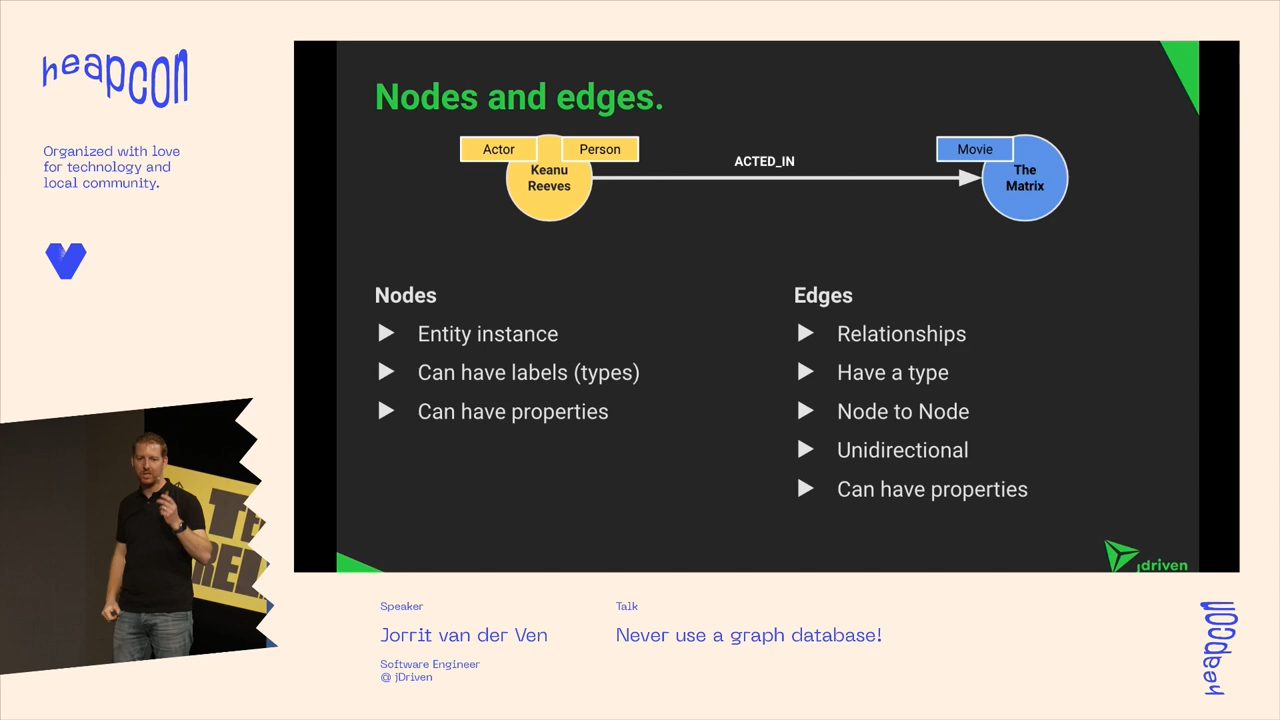 heapcon
Organized with love
for technology and
local community.
Nodes and edges.
Actor
Person
Keanu
Reeves
ACTED_IN
Movie
The
Matrix
Nodes
Entity instance
Can have labels (types)
Can have properties
Edges
Relationships
Have a type
Node to Node
Unidirectional
Can have properties
jdriven
Speaker
Jorrit van der Ven
Software Engineer
@ jDriven
Talk
Never use a graph database!
heapcon